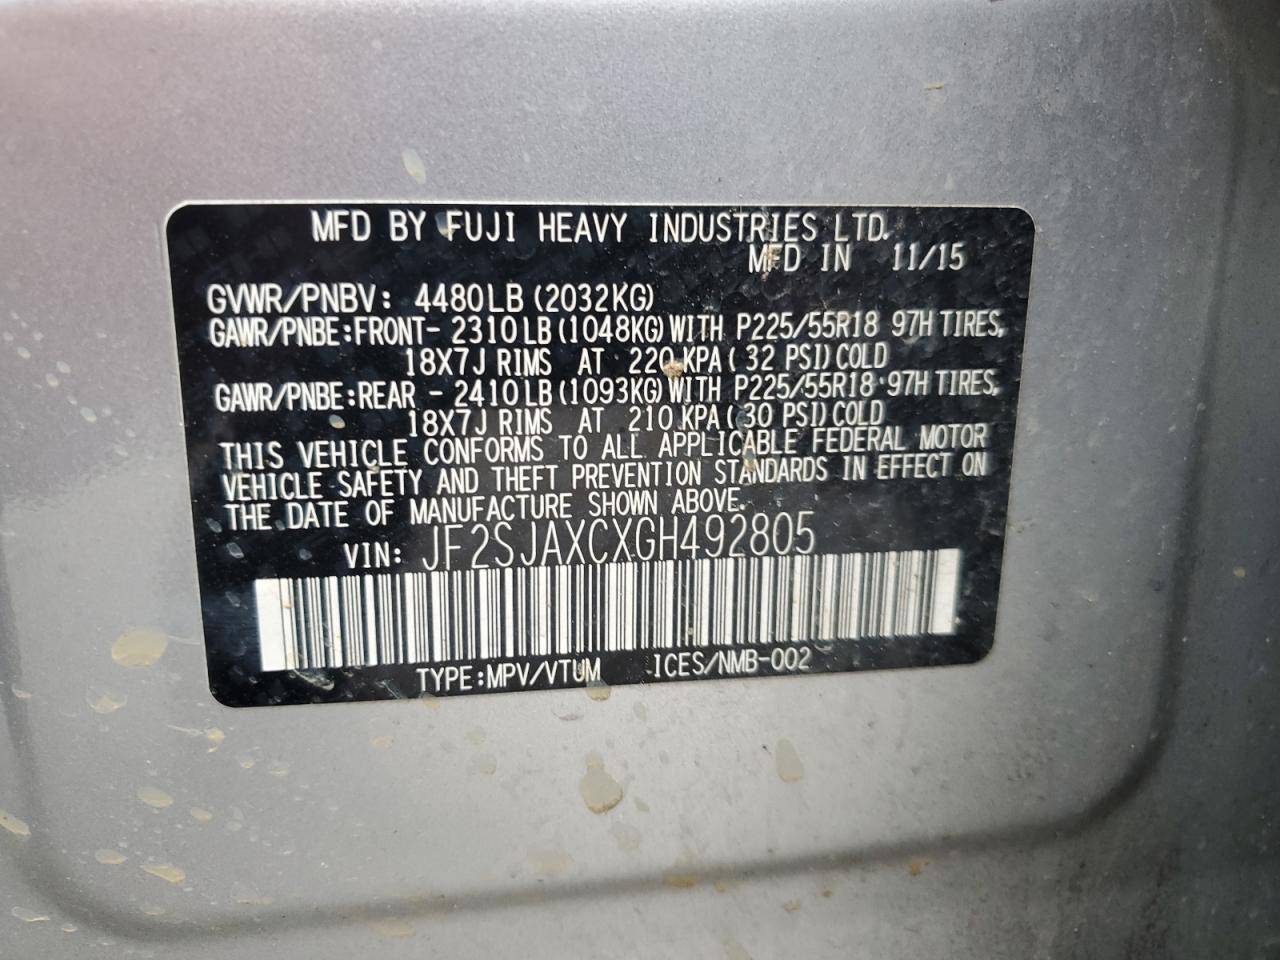 MFD BY FUJI HEAVY INDUSTRIES LTD.
MFD IN 11/15
GVWR/PNBV: 4480LB (2032KG)
GAWR/PNBE:FRONT- 2310LB (1048KG) WITH P225/55R18 97H TIRES,
18X7J RIMS AT 220 KPA ( 32 PSI) COLD
GAWR/PNBE:REAR - 2410LB (1093KG) WITH P225/55R18 97H TIRES,
18X7J RIMS AT 210 KPA ( 30 PSI) COLD
THIS VEHICLE CONFORMS TO ALL APPLICABLE FEDERAL MOTOR
VEHICLE SAFETY AND THEFT PREVENTION STANDARDS IN EFFECT ON
THE DATE OF MANUFACTURE SHOWN ABOVE.
VIN: JF2SJAXCXGH492805
TYPE:MPV/VTUM ICES/NMB-002